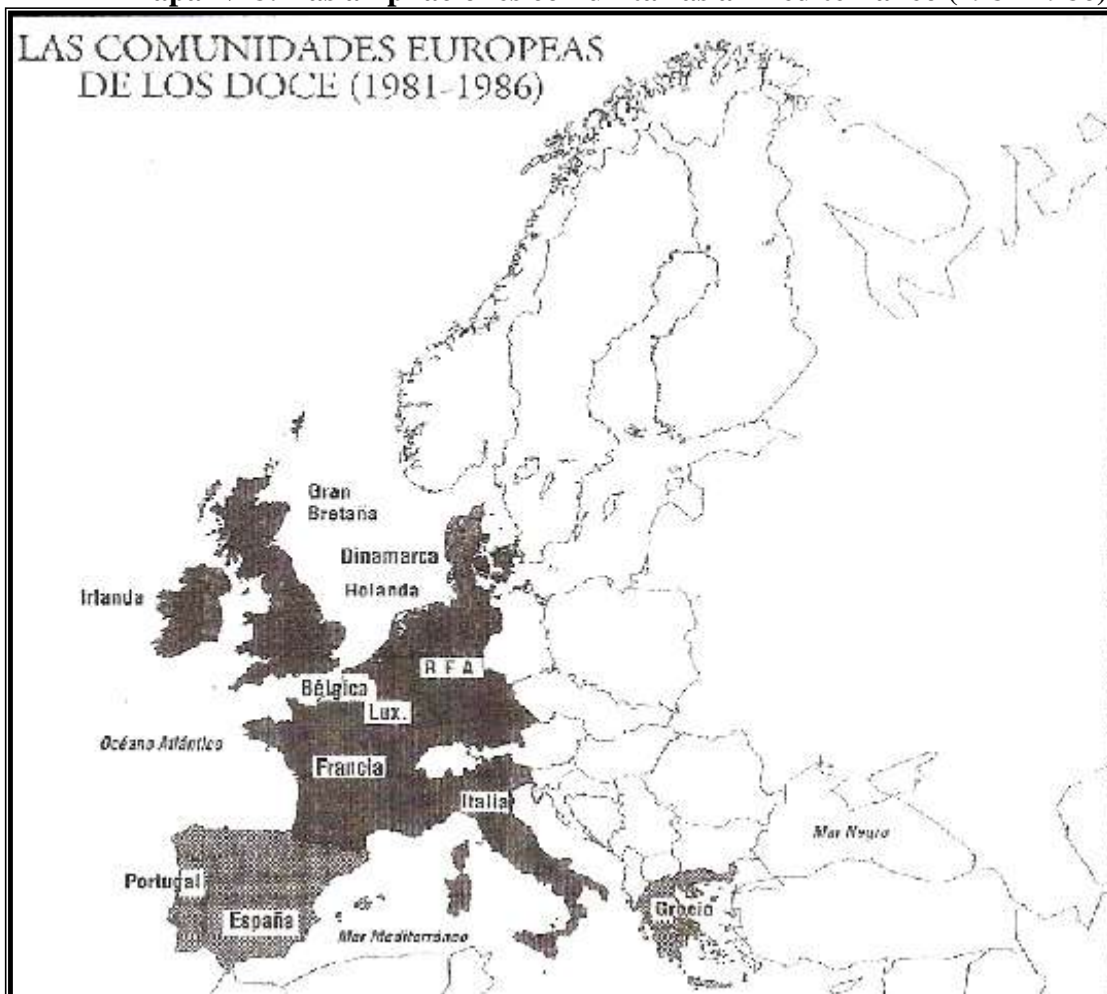 LAS COMUNIDADES EUROPEAS
DE LOS DOCE (1981-1986)
Gran
Bretaña
Dinamarca
Holanda
Irlanda
R F A
Bélgica
Lux.
Océano Atlántico
Francia
Italia
Mar Negro
Portugal
España
Grecia
Mar Mediterráneo